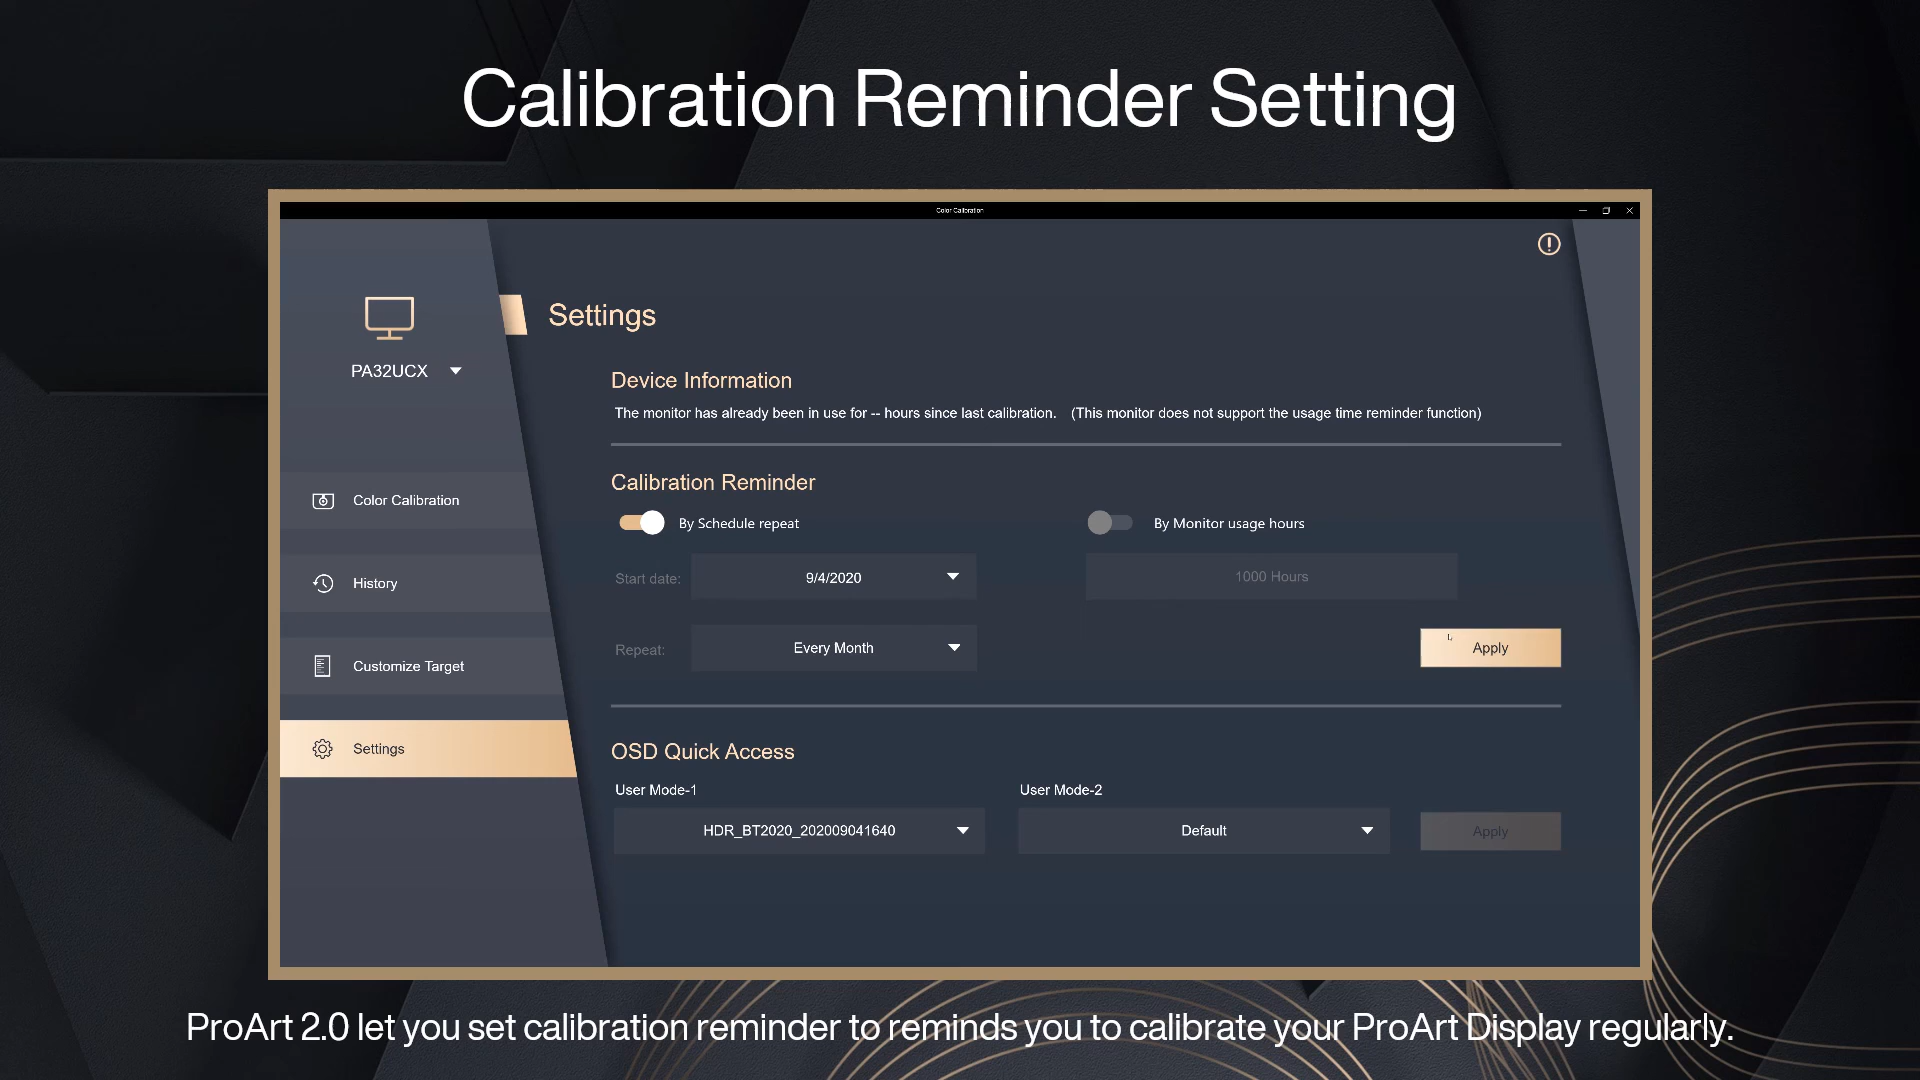 Calibration Reminder Setting
Color Calibration
Settings
PA32UCX
Device Information
The monitor has already been in use for -- hours since last calibration. (This monitor does not support the usage time reminder function)
Calibration Reminder
Color Calibration
By Schedule repeat
By Monitor usage hours
History
Start date:
9/4/2020
1000 Hours
Repeat:
Every Month
Apply
Customize Target
Settings
OSD Quick Access
User Mode-1
User Mode-2
HDR_BT2020_202009041640
Default
Apply
ProArt 2.0 let you set calibration reminder to reminds you to calibrate your ProArt Display regularly.